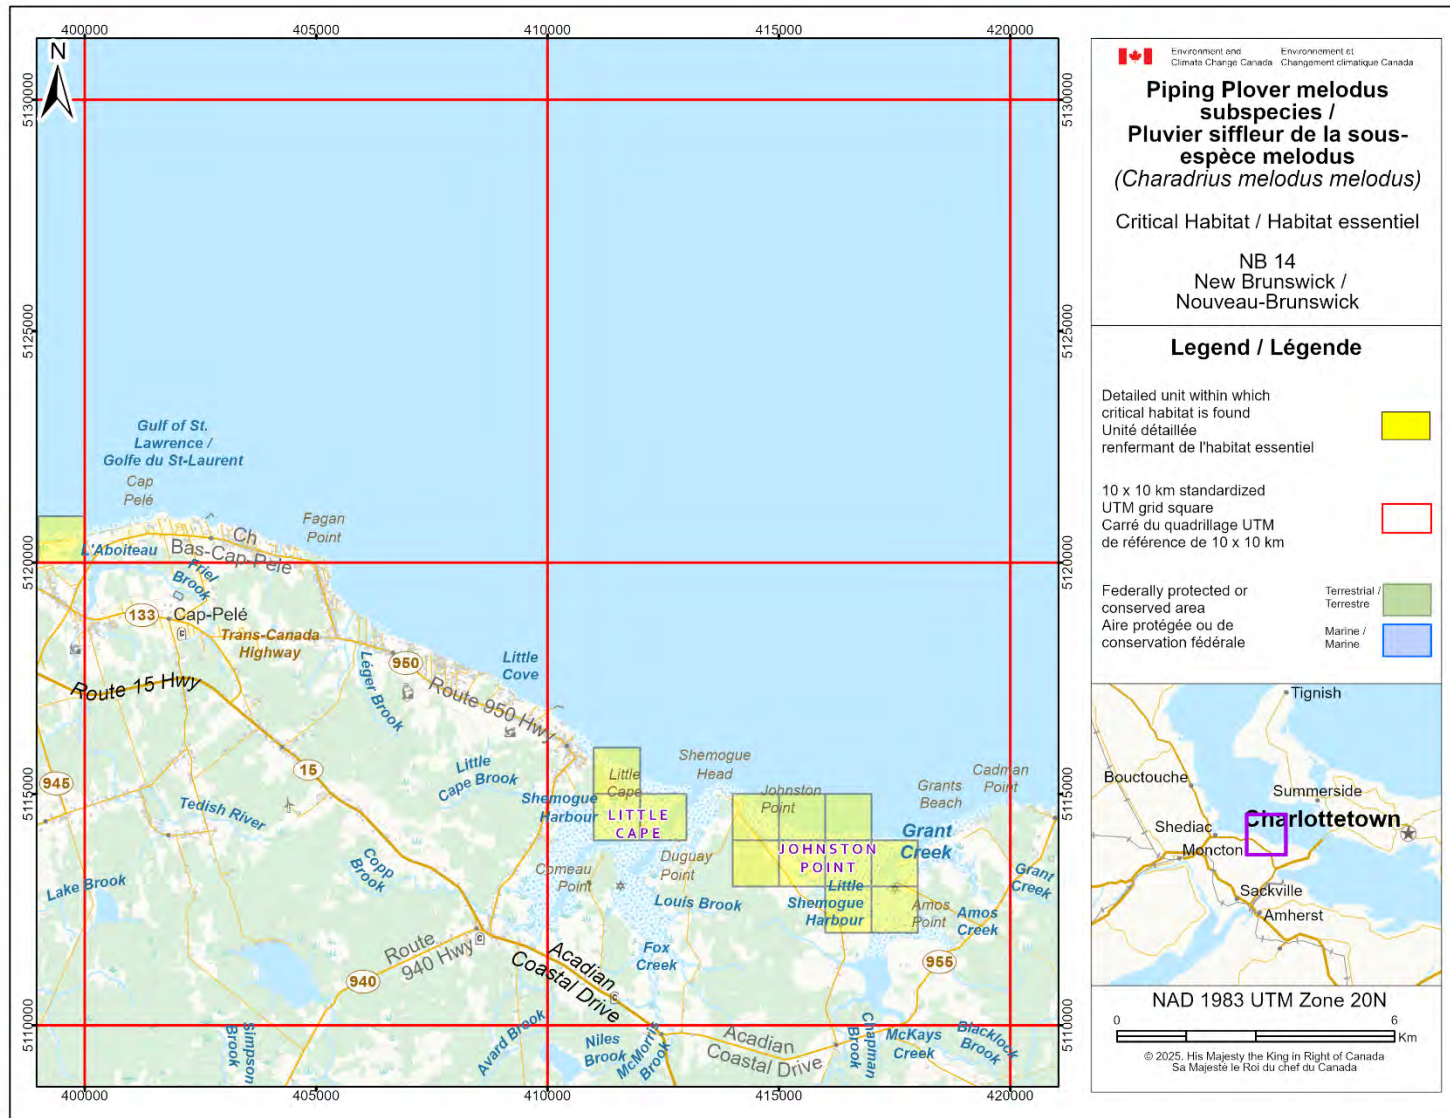 400000
405000
410000
415000
420000
N
5130000
5130000
5125000
5125000
Gulf of St.
Lawrence /
Golfe du St-Laurent
Cap
Pelé
Fagan
Point
Ch
Bas-Cap-Pelé
L'Aboiteau
5120000
5120000
Friel
Brook
133
Cap-Pelé
Trans-Canada
Highway
950
Léger Brook
Little
Cove
Route 15 Hwy
Route 950 Hwy
945
15
Tedish River
Little
Cape Brook
Shemogue
Harbour
Little
Cape
LITTLE
CAPE
Shemogue
Head
Johnston
Point
Grants
Beach
Cadman
Point
5115000
5115000
JOHNSTON
POINT
Grant
Creek
Copp
Brook
Lake Brook
Comeau
Point
Duguay
Point
Louis Brook
Little
Shemogue
Harbour
Amos
Point
Amos
Creek
Grant
Creek
Route
940 Hwy
940
Acadian
Coastal Drive
Fox
Creek
955
5110000
5110000
Simpson
Brook
Avard Brook
Niles
Brook
McMorris
Brook
Acadian
Coastal Drive
Chapman
Brook
McKays
Creek
Blacklock
Brook
400000
405000
410000
415000
420000
Environment and
Climate Change Canada
Environnement et
Changement climatique Canada
Piping Plover melodus
subspecies /
Pluvier siffleur de la sous-
espèce melodus
(Charadrius melodus melodus)
Critical Habitat / Habitat essentiel
NB 14
New Brunswick /
Nouveau-Brunswick
Legend / Légende
Detailed unit within which
critical habitat is found
Unité détaillée
renfermant de l'habitat essentiel
10 x 10 km standardized
UTM grid square
Carré du quadrillage UTM
de référence de 10 x 10 km
Federally protected or
conserved area
Aire protégée ou de
conservation fédérale
Terrestrial /
Terrestre
Marine /
Marine
Tignish
Bouctouche
Summerside
Charlottetown
Shediac
Moncton
Sackville
Amherst
NAD 1983 UTM Zone 20N
0
6
Km
© 2025. His Majesty the King in Right of Canada
Sa Majesté le Roi du chef du Canada